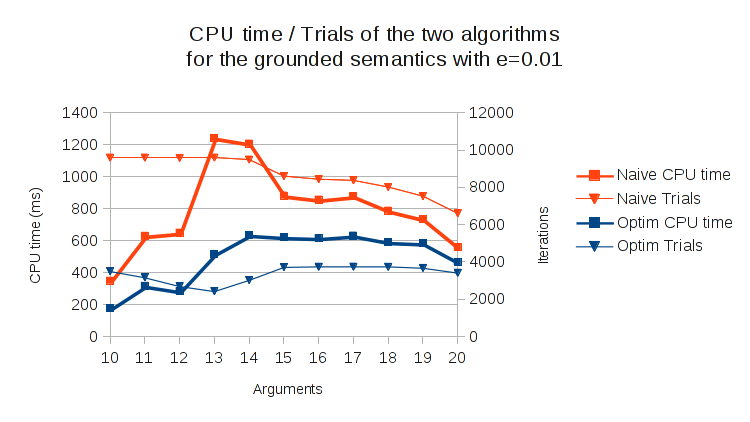 CPU time / Trials of the two algorithms
for the grounded semantics with e=0.01
1400
1200
1000
800
600
400
200
0
CPU time (ms)
12000
10000
8000
6000
4000
2000
0
Iterations
10 11 12 13 14 15 16 17 18 19 20
Arguments
Naive CPU time
Naive Trials
Optim CPU time
Optim Trials